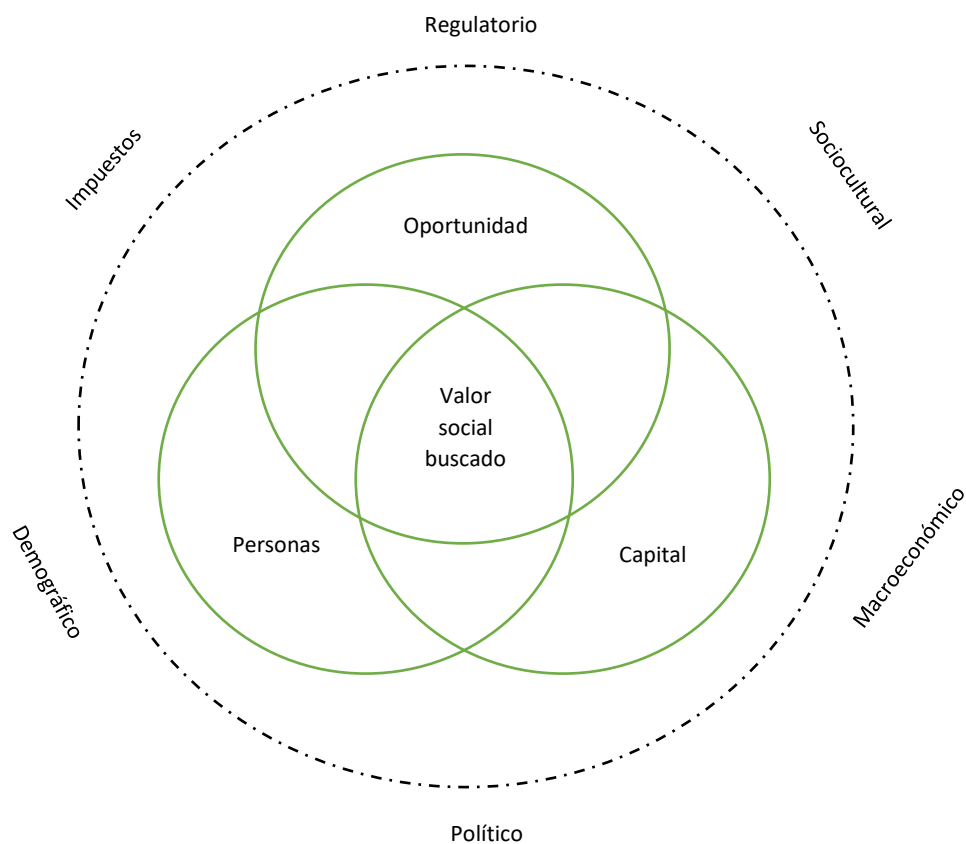 Regulatorio
Impuestos
Sociocultural
Oportunidad
Valor
social
buscado
Personas
Capital
Demográfico
Macroeconómico
Político